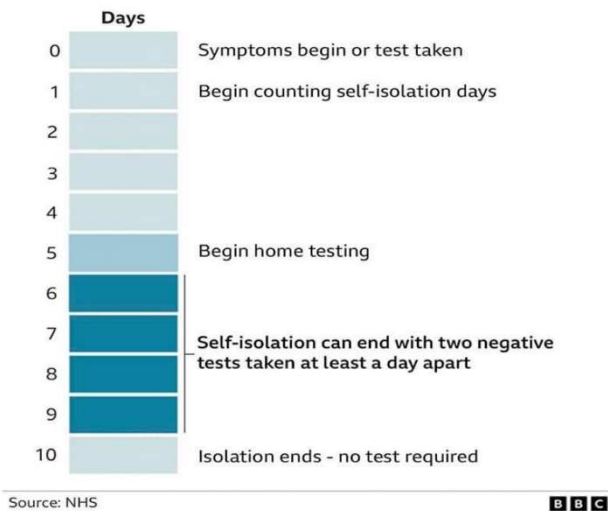 Days
0 Symptoms begin or test taken
1 Begin counting self-isolation days
2
3
4
5 Begin home testing
6
7
Self-isolation can end with two negative
tests taken at least a day apart
8
9
10 Isolation ends - no test required
Source: NHS BBC